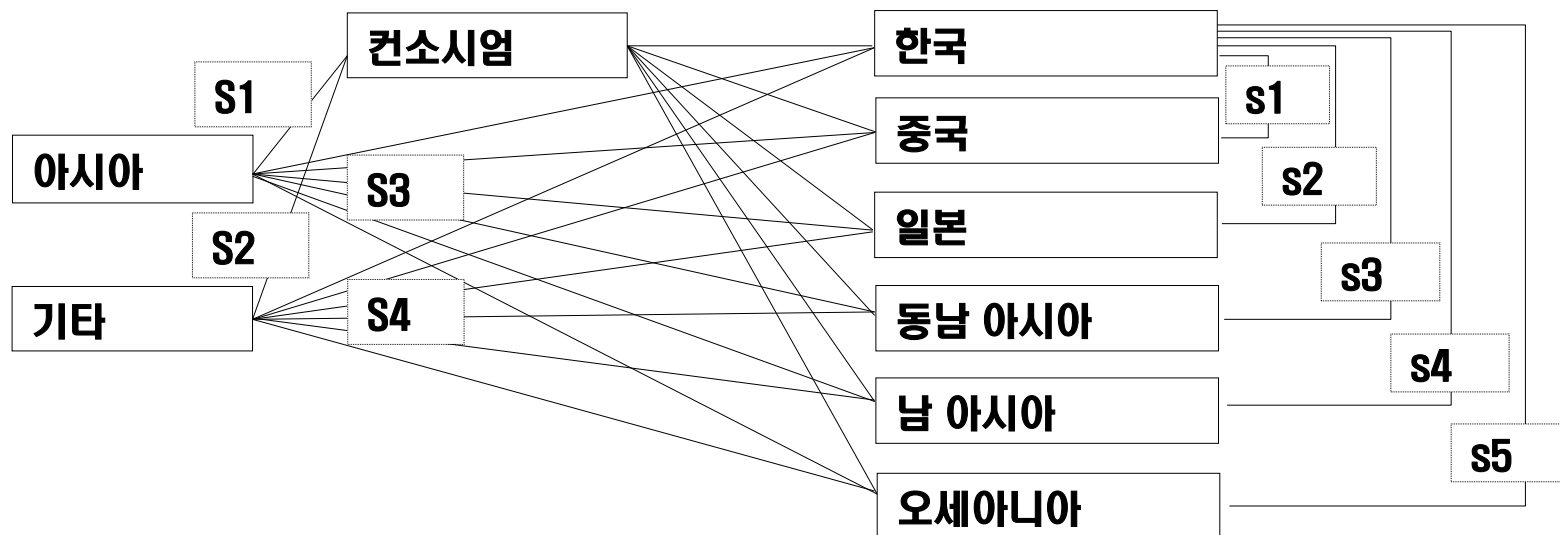 컨소시엄
한국
S1
s1
중국
아시아
S3
s2
일본
S2
s3
기타
S4
동남 아시아
s4
남 아시아
s5
오세아니아